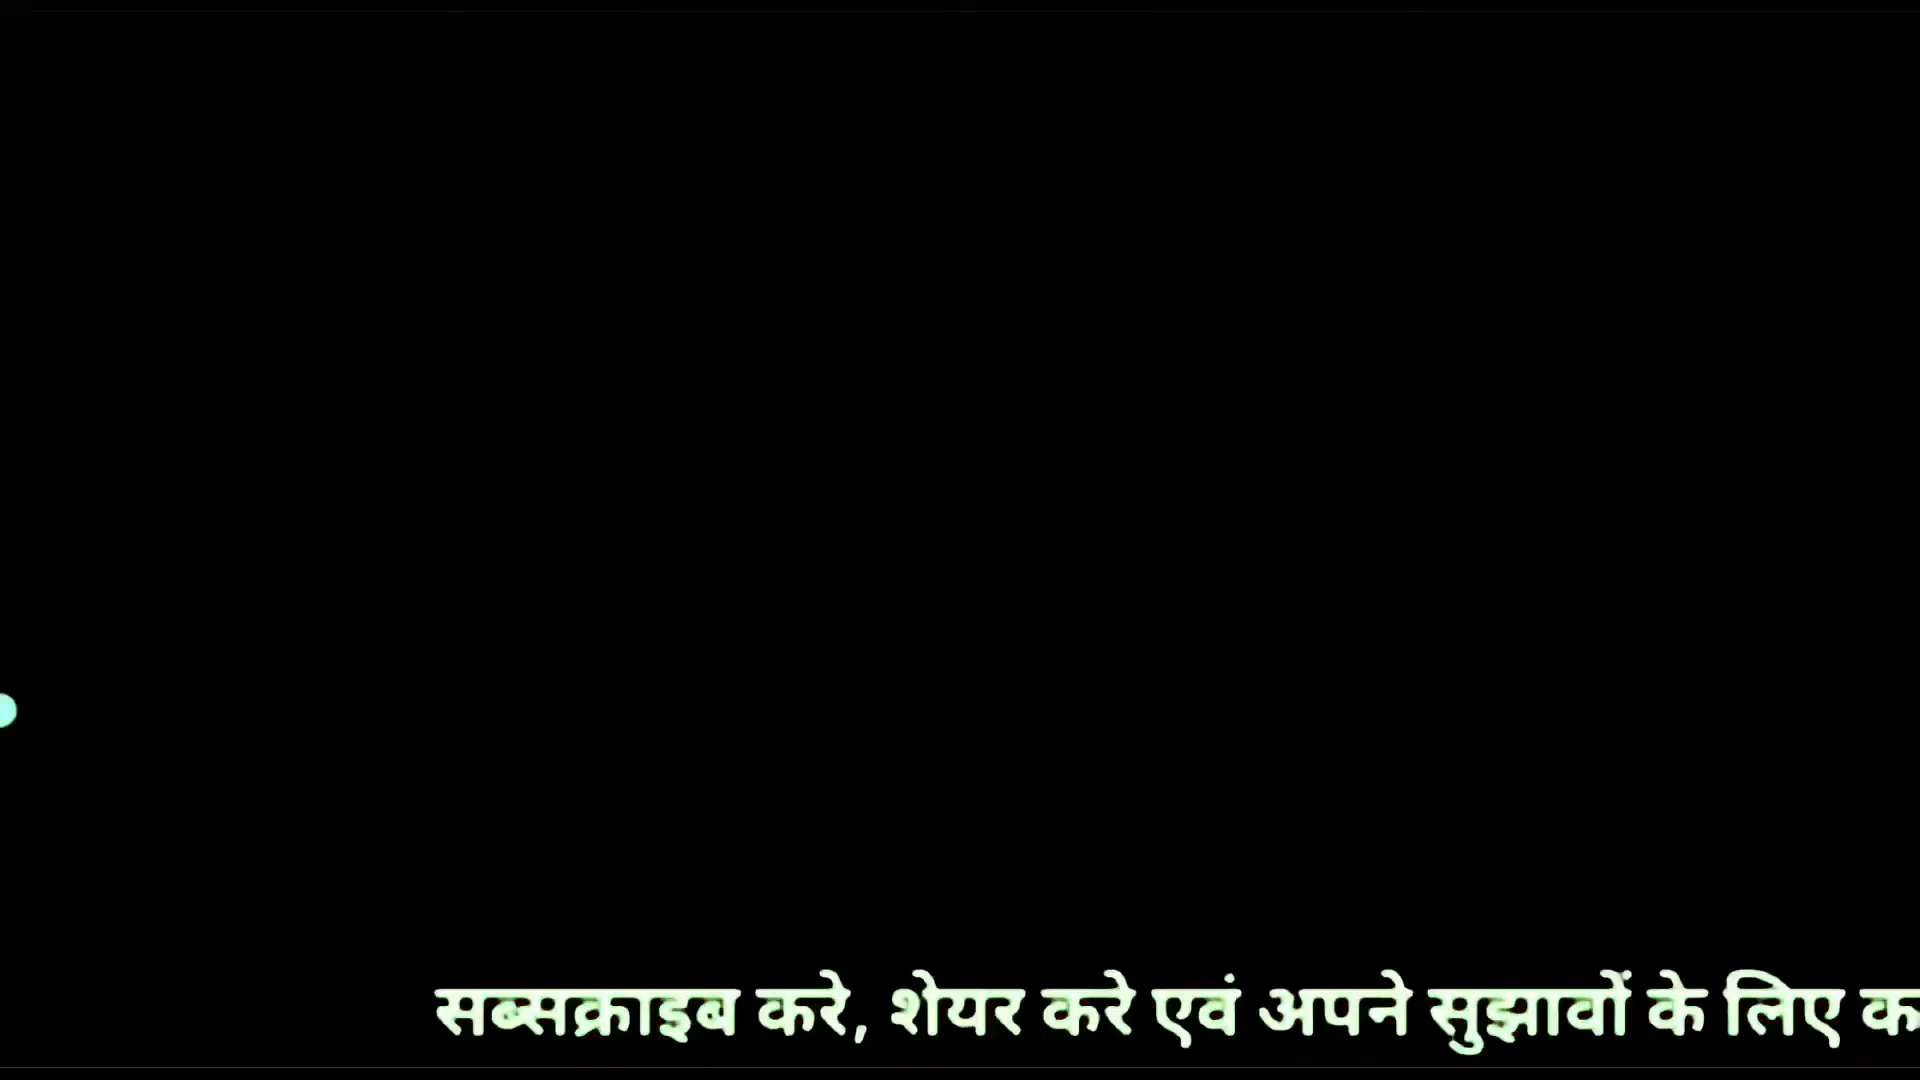 सब्सक्राइब करे, शेयर करे एवं अपने सुझावों के लिए